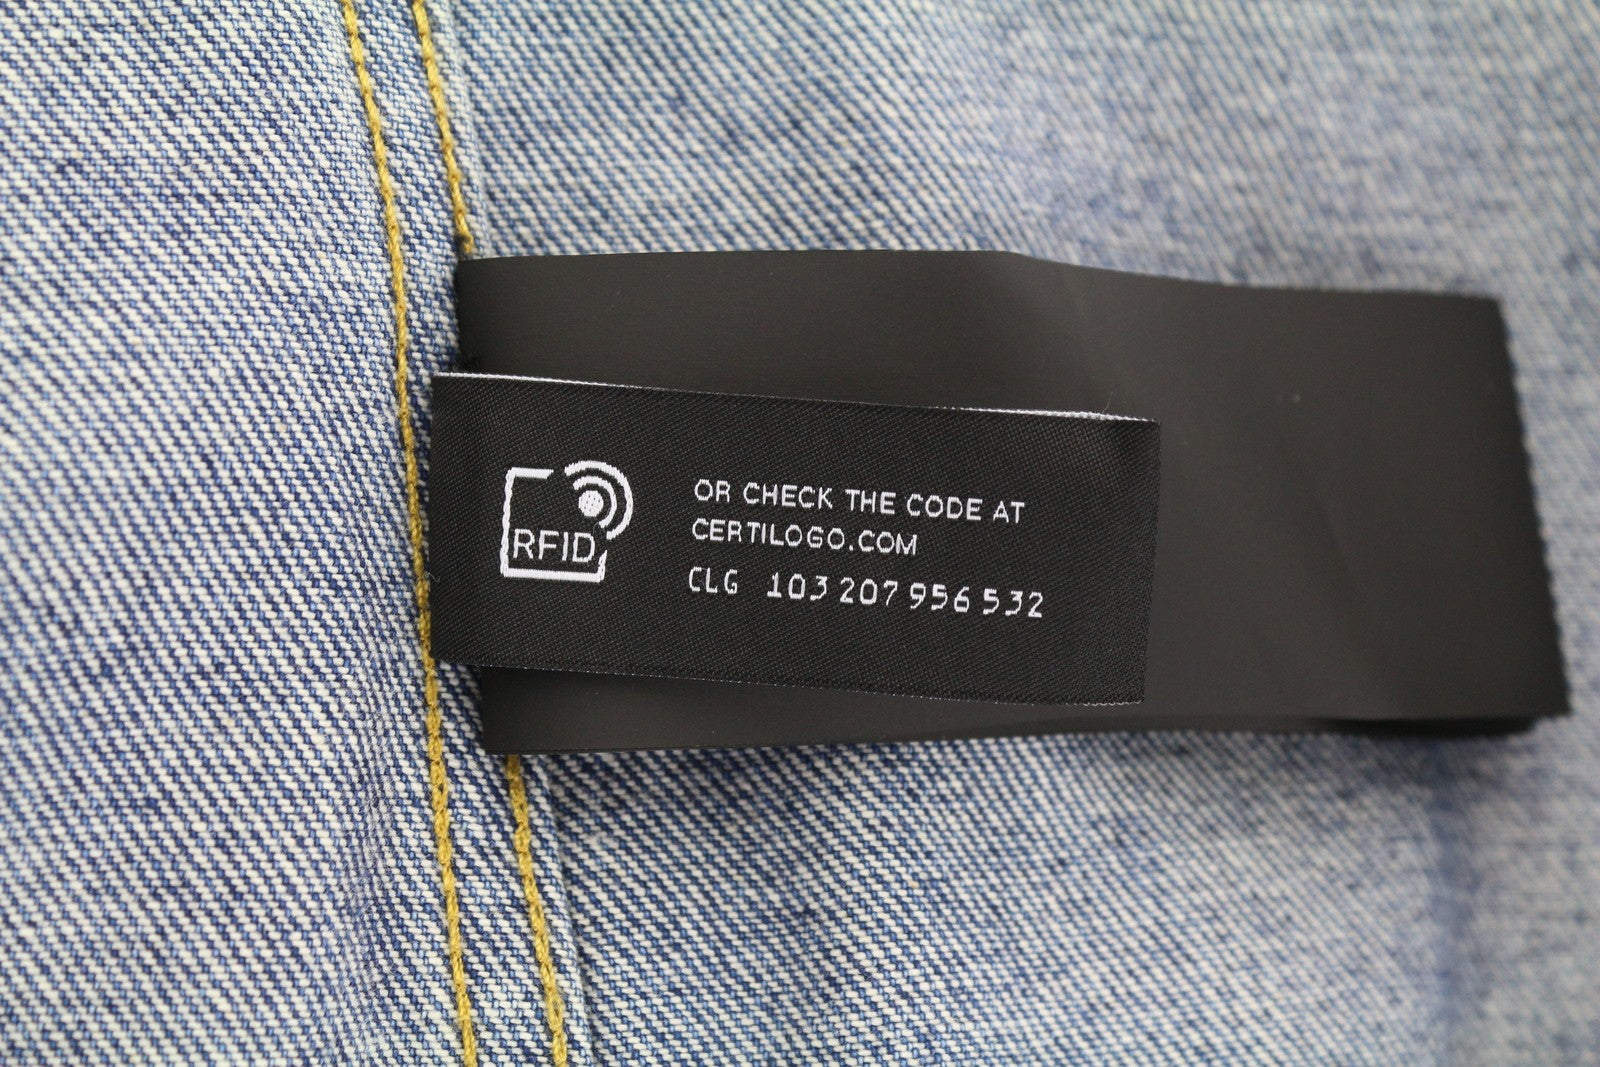 RFID
OR CHECK THE CODE AT
CERTILOGO.COM
CLG 103 207 956 532